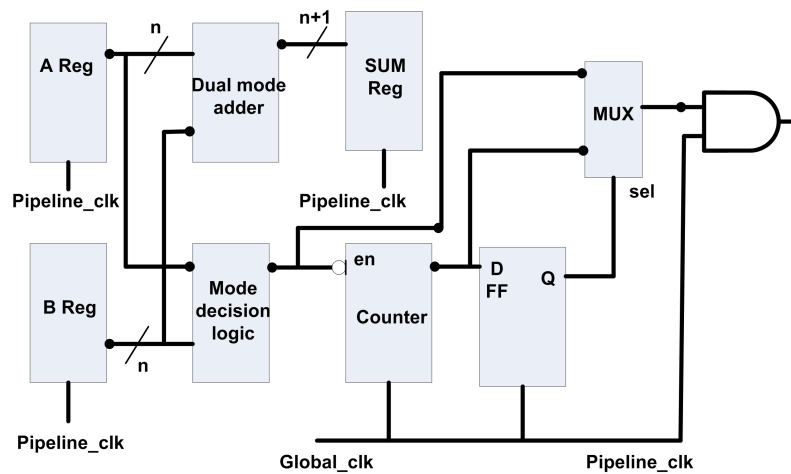 n
n+1
A Reg
Dual mode
adder
SUM
Reg
MUX
Pipeline_clk
Pipeline_clk
sel
en
B Reg
Mode
decision
logic
Counter
D
FF
Q
n
Pipeline_clk
Global_clk
Pipeline_clk